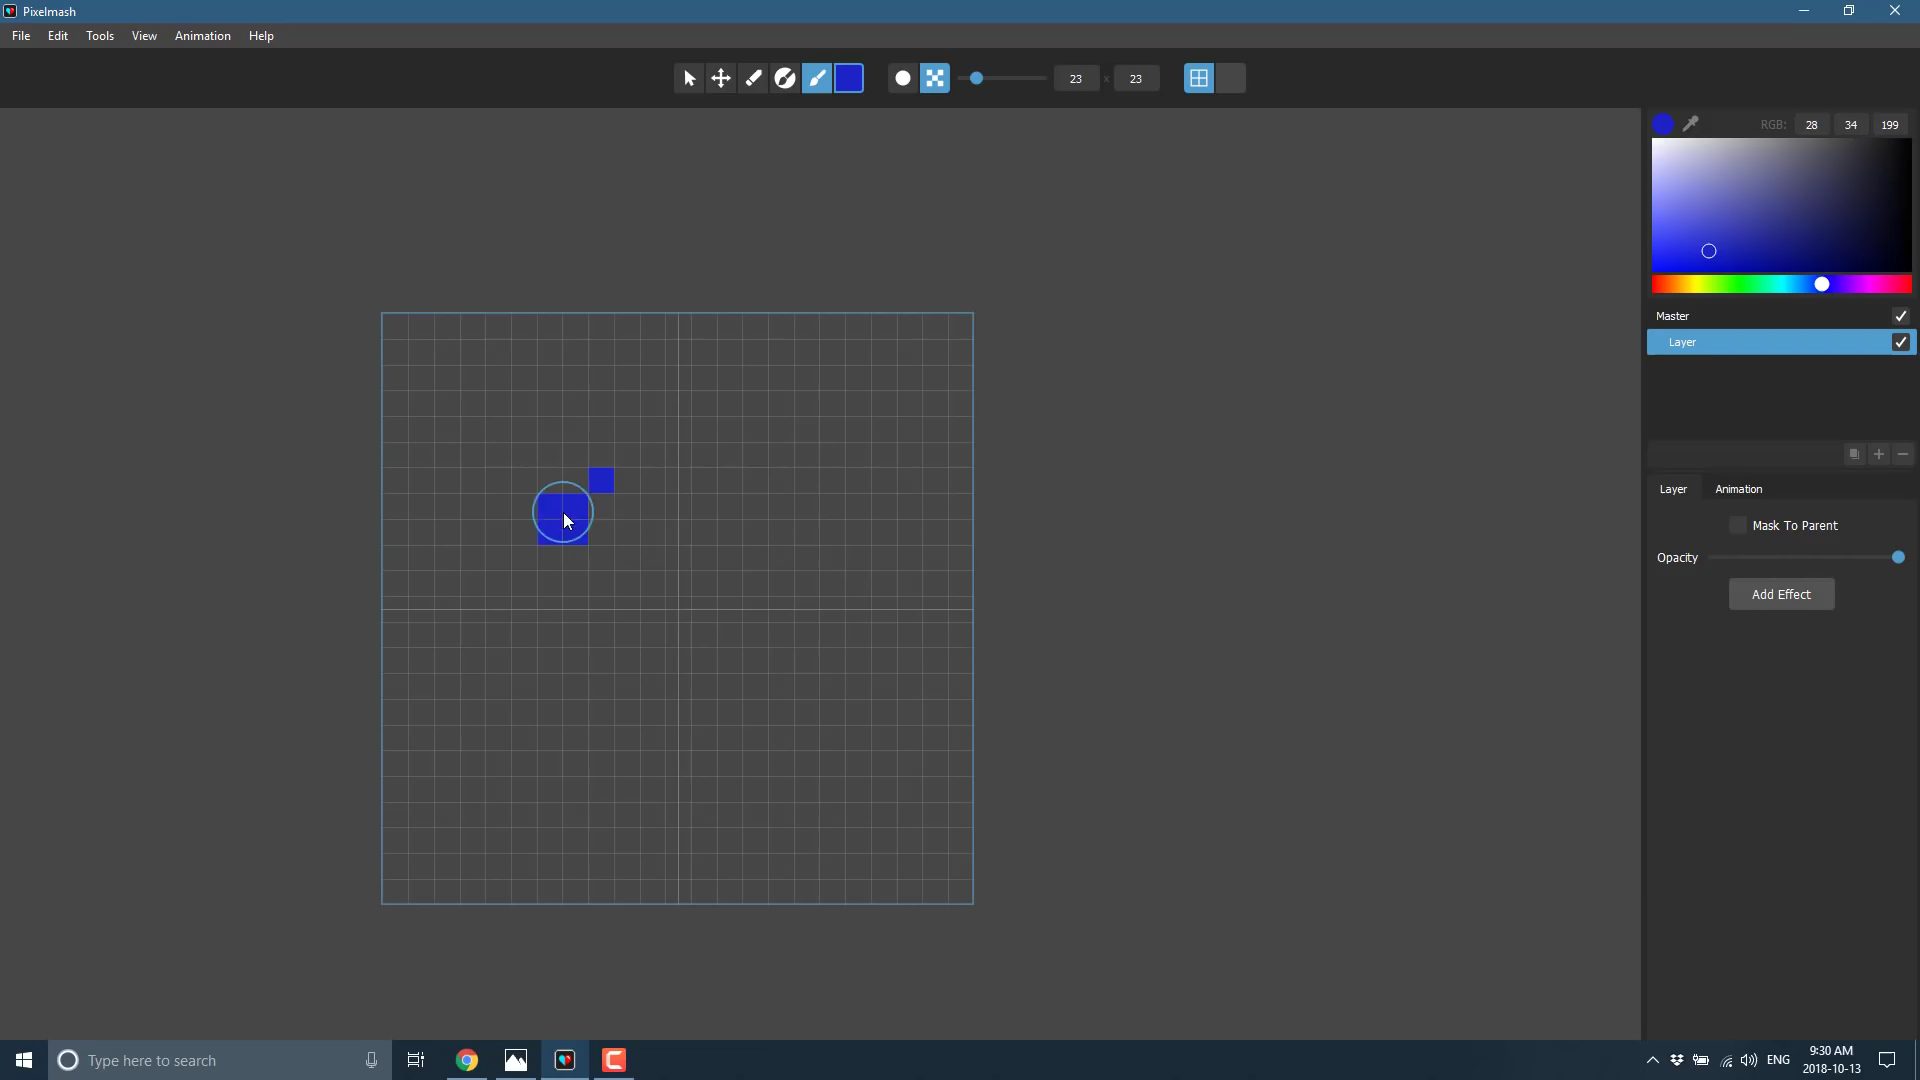 Pixelmash
File Edit Tools View Animation Help
23 x 23
RGB: 28 34 199
Master
Layer
Layer Animation
Mask To Parent
Opacity
Add Effect
Type here to search
ENG
9:30 AM
2018-10-13